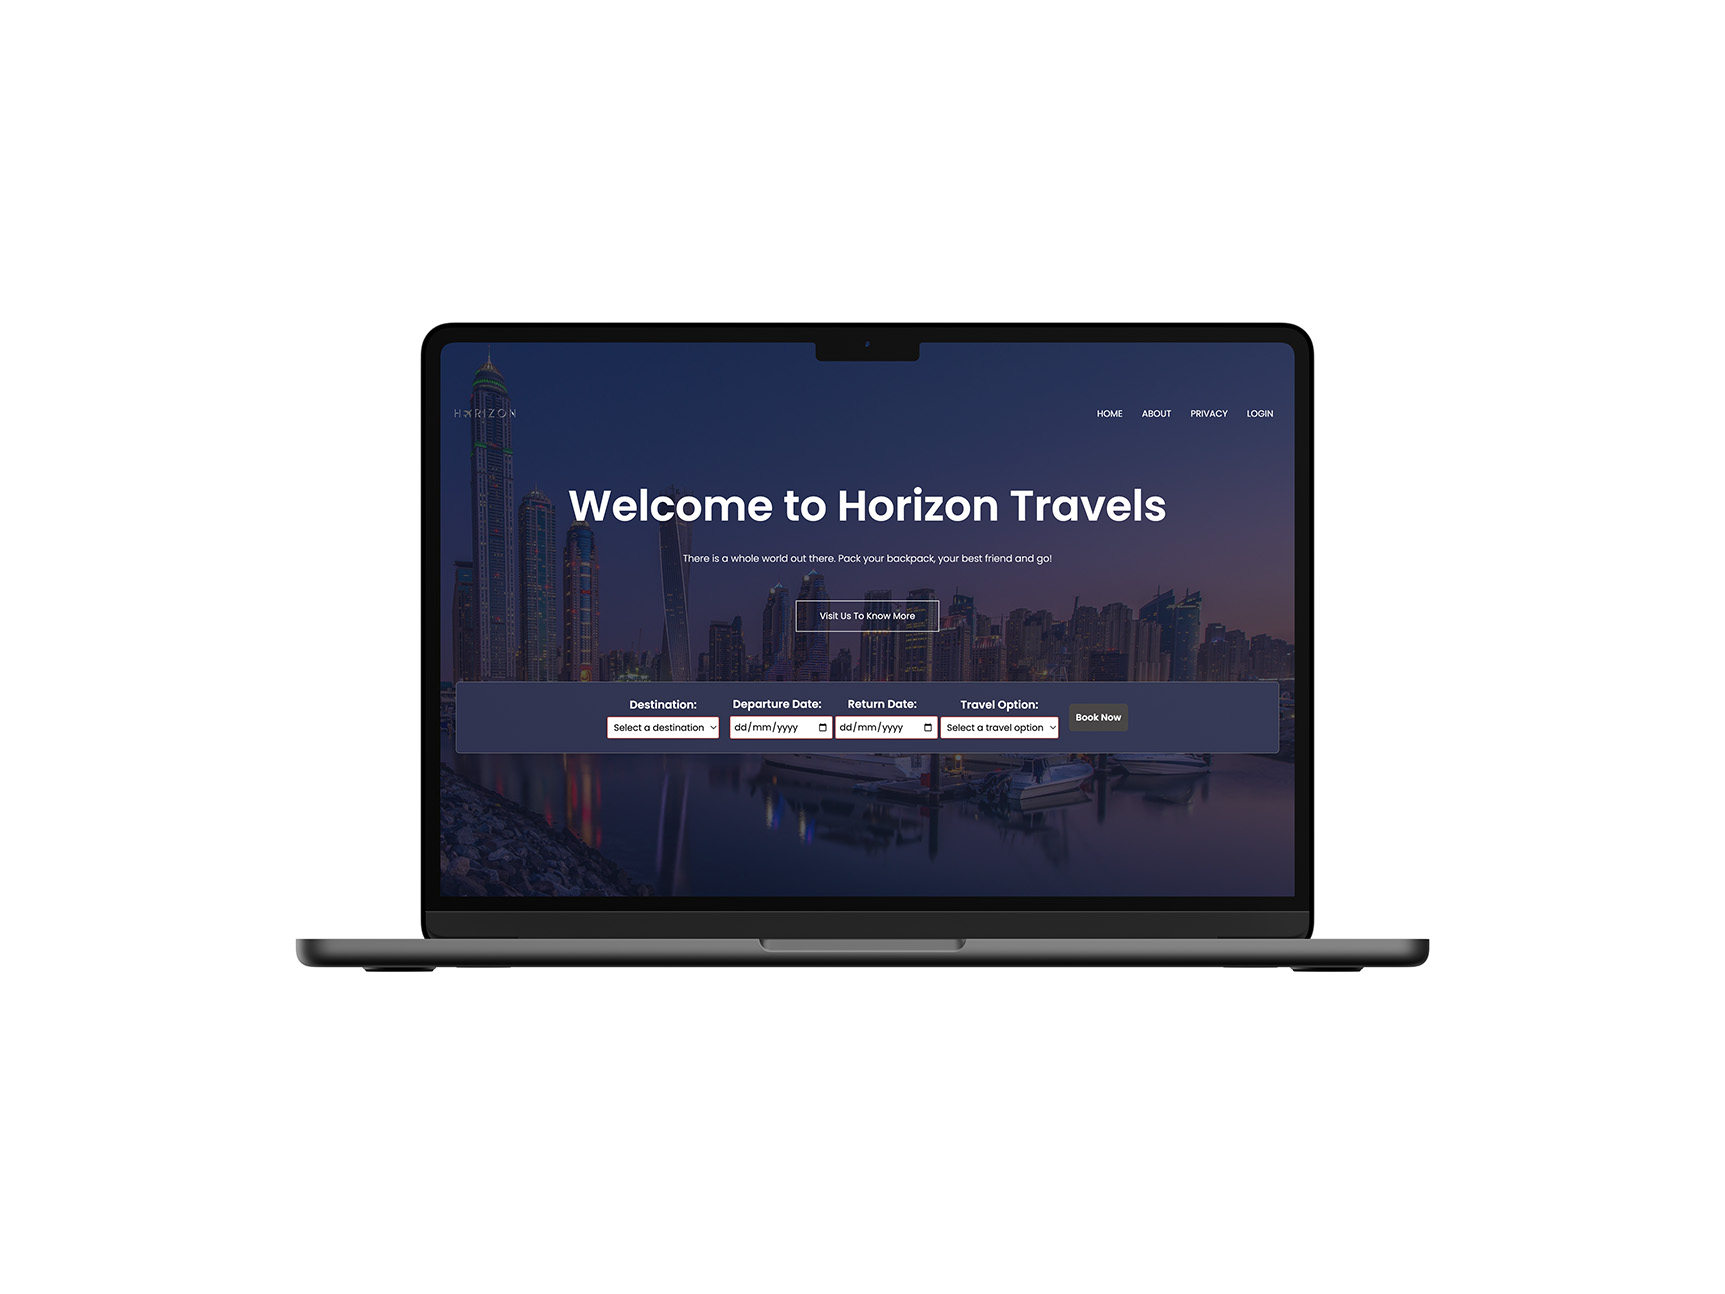 HORIZON
HOME ABOUT PRIVACY LOGIN
Welcome to Horizon Travels
There is a whole world out there. Pack your backpack, your best friend and go!
Visit Us To Know More
Destination: Departure Date: Return Date: Travel Option:
Select a destination dd/mm/yyyy dd/mm/yyyy Select a travel option Book Now